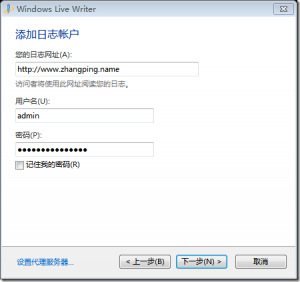 Windows Live Writer
添加日志帐户
您的日志网址(A):
http://www.zhangping.name
访问者将使用此网址阅读您的日志。
用户名(U):
admin
密码(P):
●●●●●●●●●●●●●●●
记住我的密码(R)
设置代理服务器...
< 上一步(B)
下一步(N) >
取消